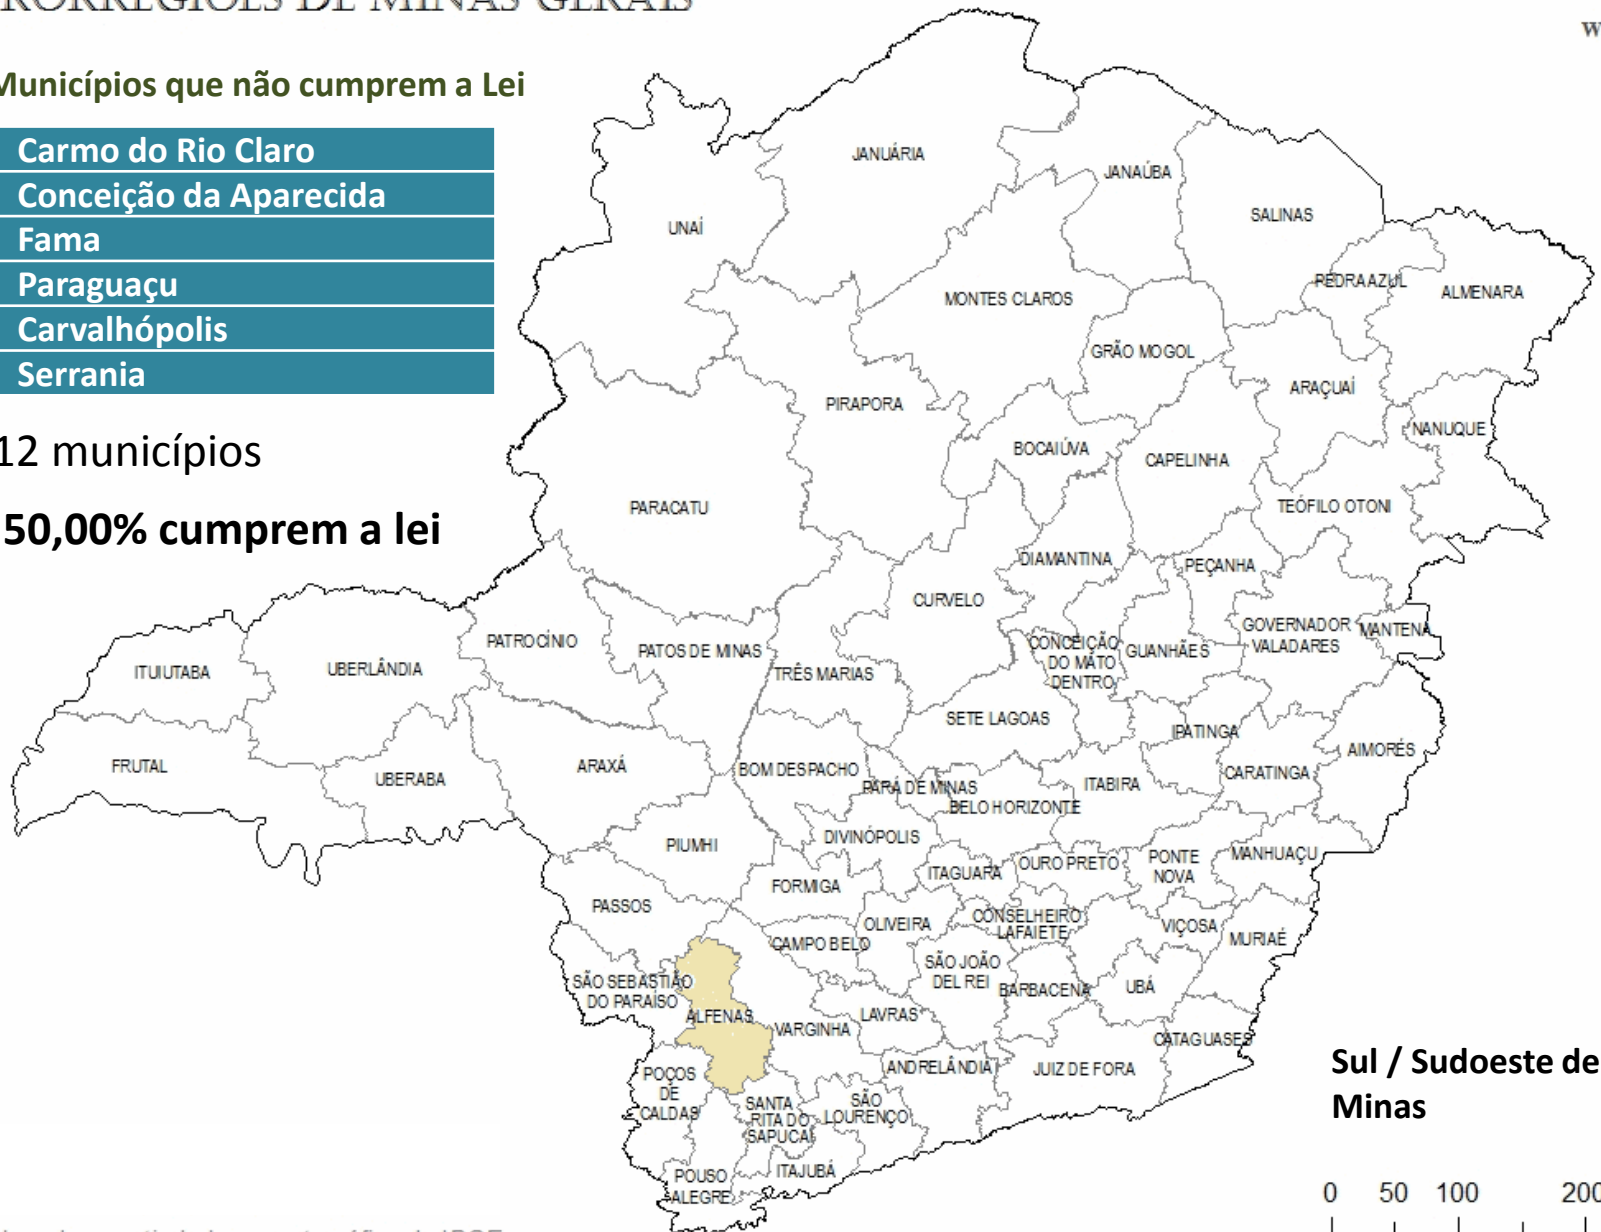 RORREGIÕES DE MINAS GERAIS
W
Municípios que não cumprem a Lei
Carmo do Rio Claro
Conceição da Aparecida
Fama
Paraguaçu
Carvalhópolis
Serrania
12 municípios
50,00% cumprem a lei
JANUÁRIA
JANAÚBA
SALINAS
UNAÍ
PEDRA AZUL
ALMENARA
MONTES CLAROS
GRÃO MOGOL
ARAÇUAÍ
PIRAPORA
NANUQUE
BOCAIÚVA
CAPELINHA
PARACATU
TEÓFILO OTONI
DIAMANTINA
PEÇANHA
CURVELO
GOVERNADOR
VALADARES
MANTENA
PATROCÍNIO
PATOS DE MINAS
CONCEIÇÃO
DO MATO
DENTRO
GUANHÃES
ITUIUTABA
UBERLÂNDIA
TRÊS MARIAS
SETE LAGOAS
IPATINGA
AIMORÉS
FRUTAL
UBERABA
ARAXÁ
BOM DESPACHO
PARÁ DE MINAS
BELO HORIZONTE
ITABIRA
CARATINGA
PIUMHI
DIVINÓPOLIS
ITAGUARA
OURO PRETO
PONTE
NOVA
MANHUAÇU
FORMIGA
PASSOS
OLIVEIRA
CONSELHEIRO
LAFAIETE
VIÇOSA
MURIAÉ
CAMPO BELO
SÃO SEBASTIÃO
DO PARAÍSO
SÃO JOÃO
DEL REI
BARBACENA
UBÁ
ALFENAS
VARGINHA
LAVRAS
CATAGUASES
ANDRELÂNDIA
JUIZ DE FORA
POÇOS
DE
CALDAS
SANTA
RITA DO
SAPUCAÍ
SÃO
LOURENÇO
POUSO
ALEGRE
ITAJUBÁ
Sul / Sudoeste de
Minas
0 50 100 200